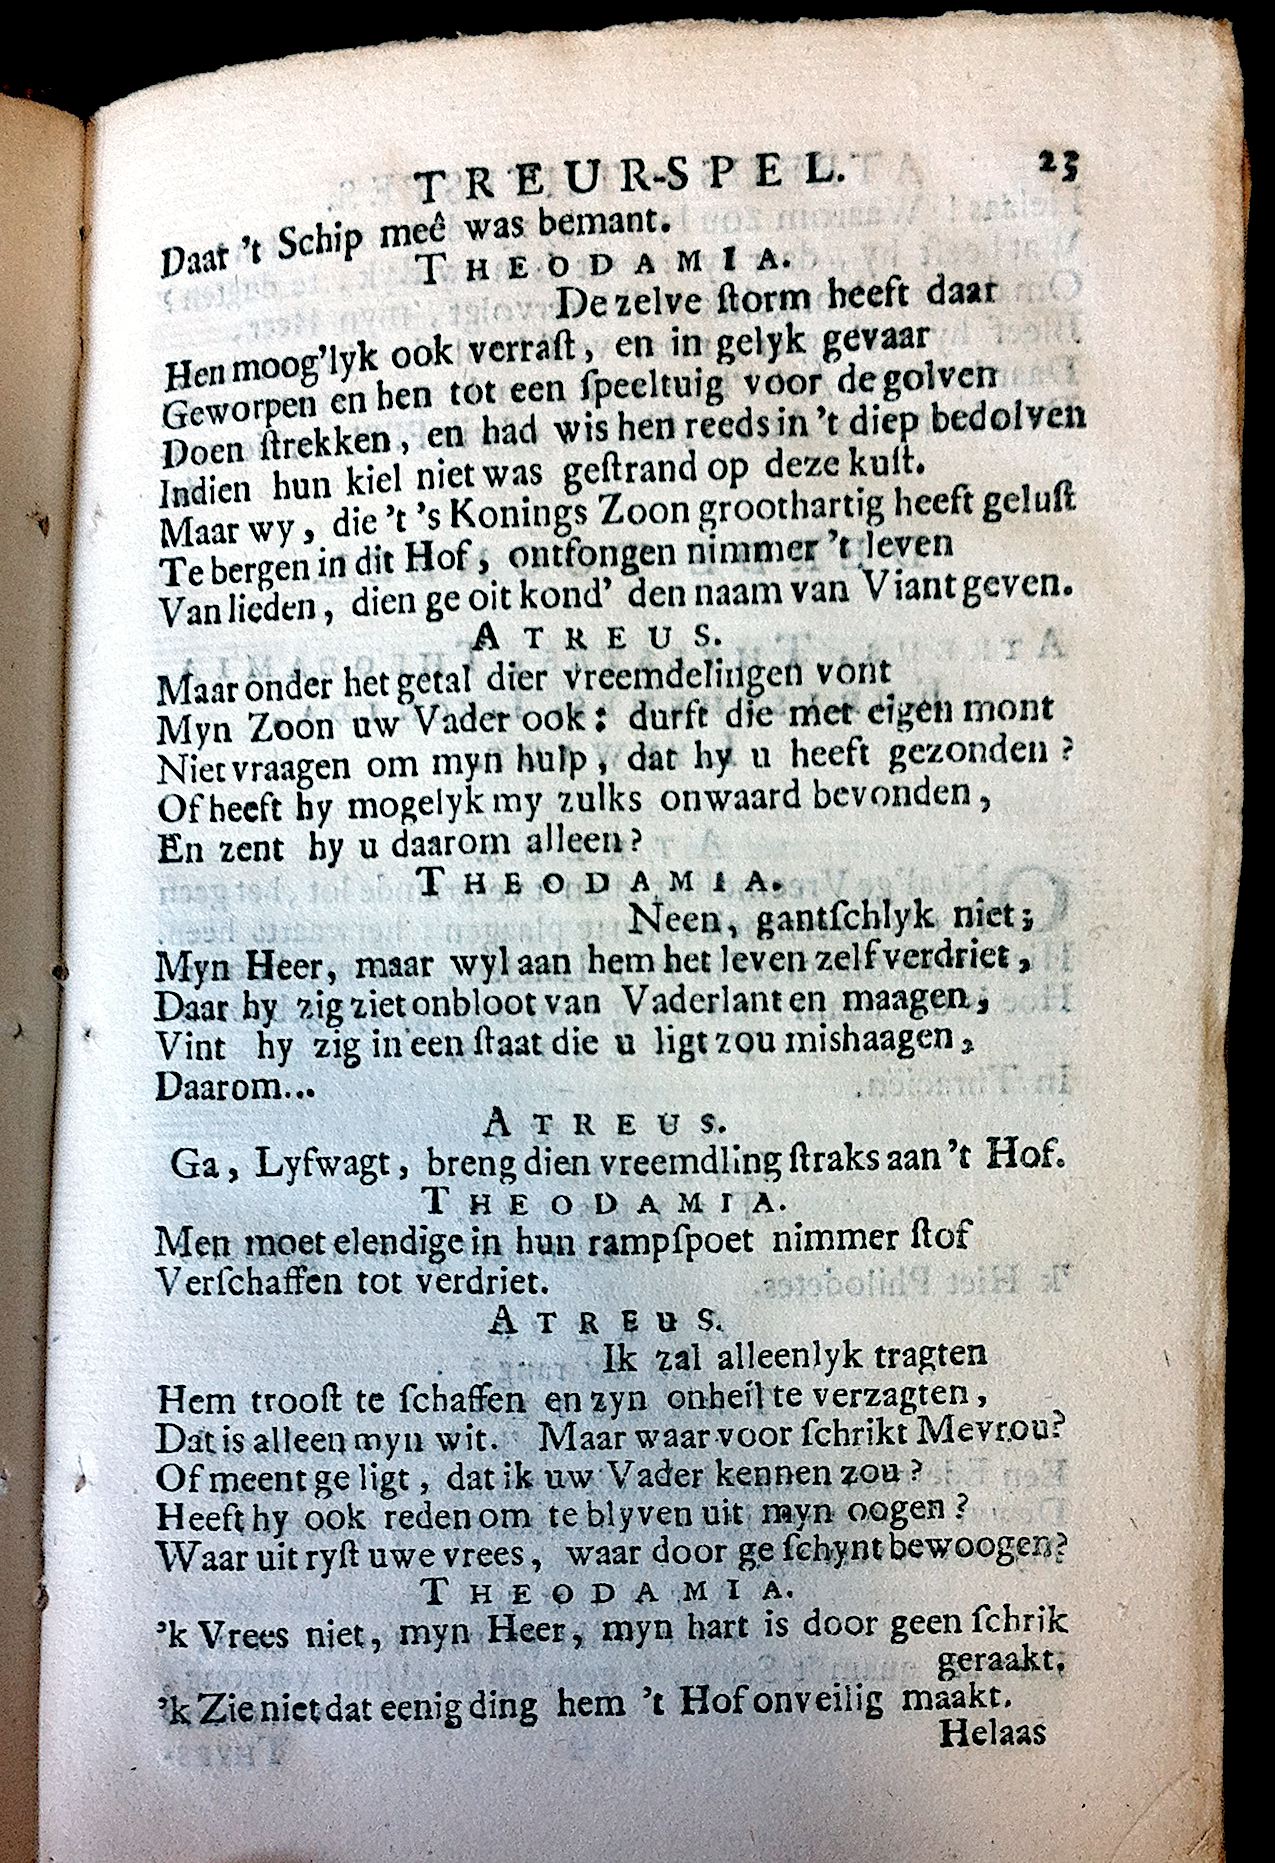 TREUR-SPEL. 23
Daar 't Schip meê was bemant.
THEODAMIA.
De zelve ſtorm heeft daar
Hen moog'lyk ook verraſt, en in gelyk gevaar
Geworpen en hen tot een ſpeeltuig voor de golven
Doen ſtrekken, en had wis hen reeds in 't diep bedolven
Indien hun kiel niet was geſtrand op deze kuſt.
Maar wy, die 't 's Konings Zoon groothartig heeft geluſt
Te bergen in dit Hof, ontfongen nimmer 't leven
Van lieden, dien ge oit kond' den naam van Viant geven.
ATREUS.
Maar onder het getal dier vreemdelingen vont
Myn Zoon uw Vader ook: durft die met eigen mont
Niet vraagen om myn hulp, dat hy u heeft gezonden?
Of heeft hy mogelyk my zulks onwaard bevonden,
En zent hy u daarom alleen?
THEODAMIA.
Neen, gantſchlyk niet;
Myn Heer, maar wyl aan hem het leven zelf verdriet,
Daar hy zig ziet onbloot van Vaderlant en maagen,
Vint hy zig in een ſtaat die u ligt zou mishaagen,
Daarom...
ATREUS.
Ga, Lyfwagt, breng dien vreemdling ſtraks aan 't Hof.
THEODAMIA.
Men moet elendige in hun rampſpoet nimmer ſtof
Verſchaffen tot verdriet.
ATREUS.
Ik zal alleenlyk tragten
Hem trooſt te ſchaffen en zyn onheil te verzagten,
Dat is alleen myn wit. Maar waar voor ſchrikt Mevrou?
Of meent ge ligt, dat ik uw Vader kennen zou?
Heeft hy ook reden om te blyven uit myn oogen?
Waar uit ryſt uwe vrees, waar door ge ſchynt bewoogen?
THEODAMIA.
'k Vrees niet, myn Heer, myn hart is door geen ſchrik
geraakt,
'k Zie niet dat eenig ding hem 't Hof onveilig maakt.
Helaas